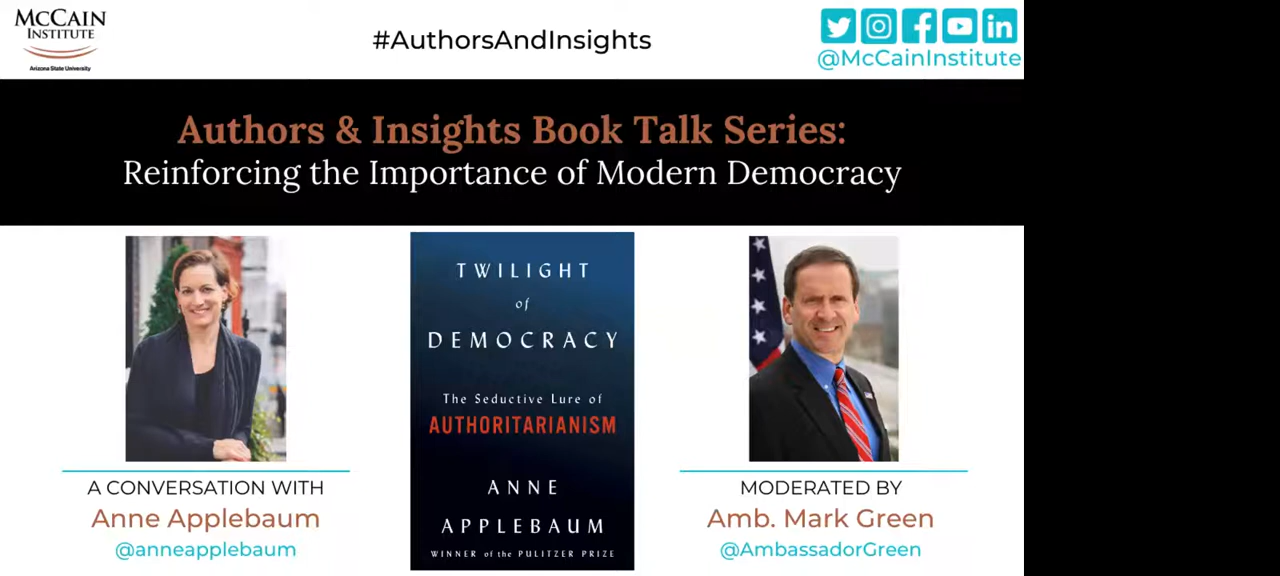 McCAIN
INSTITUTE
Arizona State University
#AuthorsAndInsights
@McCainInstitute
Authors & Insights Book Talk Series:
Reinforcing the Importance of Modern Democracy
TWILIGHT
of
DEMOCRACY
The Seductive Lure of
AUTHORITARIANISM
ANNE
APPLEBAUM
WINNER of the PULITZER PRIZE
A CONVERSATION WITH
Anne Applebaum
@anneapplebaum
MODERATED BY
Amb. Mark Green
@AmbassadorGreen